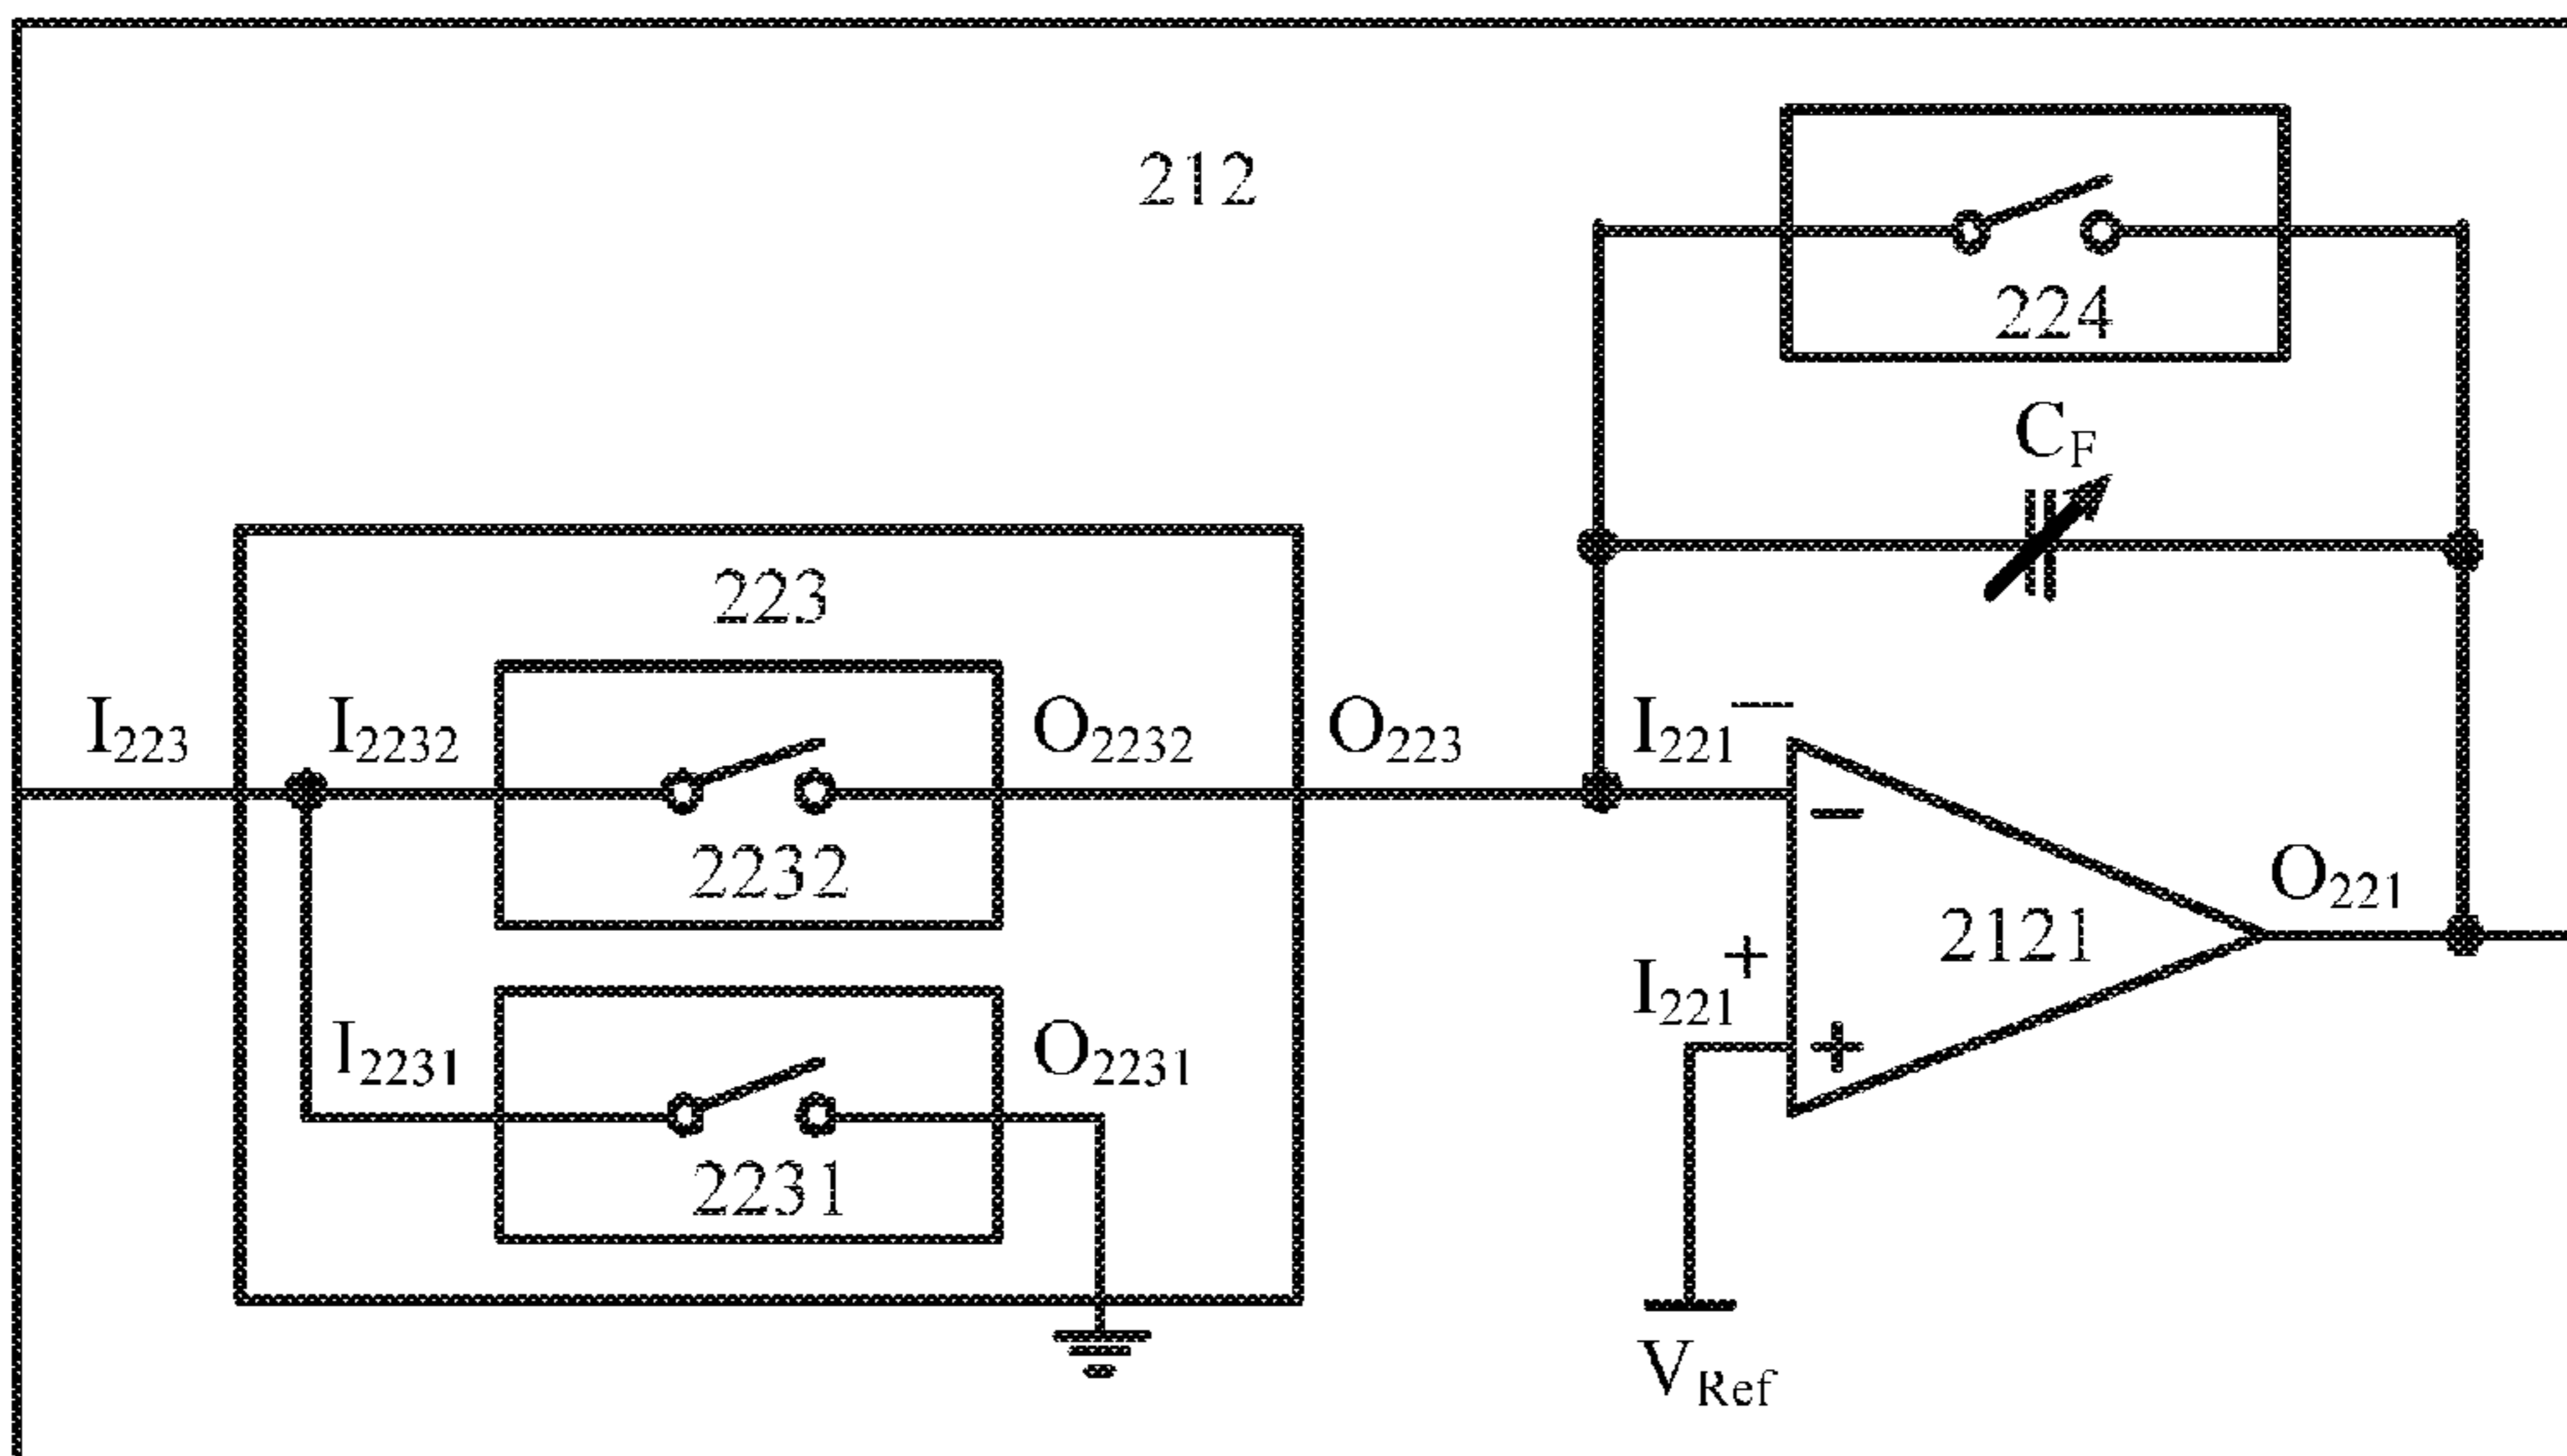 212
224
C_F
223
I_223
I_2232
O_2232
O_223
I_221^−
−
2232
O_221
2121
I_221^+
+
I_2231
O_2231
2231
V_Ref